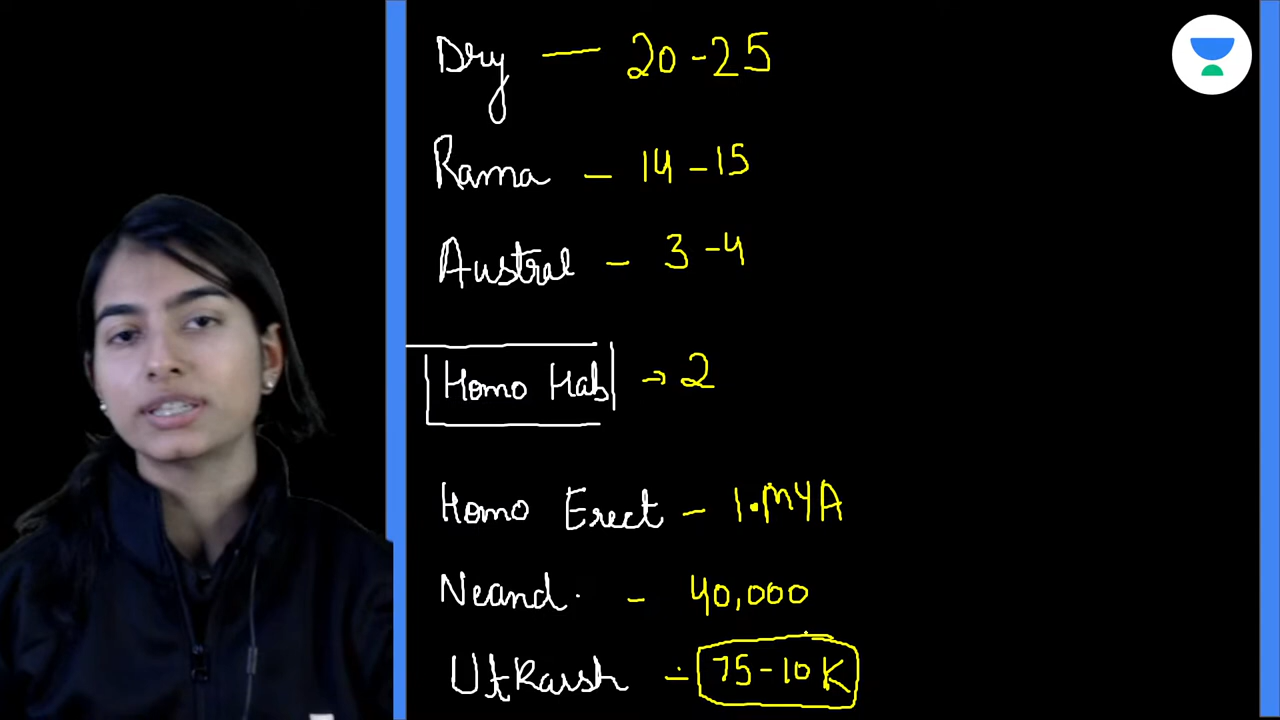 Dry — 20-25
Rama - 14-15
Austral - 3-4
Homo Hab → 2
Homo Erect - 1.MYA
Neand. - 40,000
UtKarsh - 75-10K